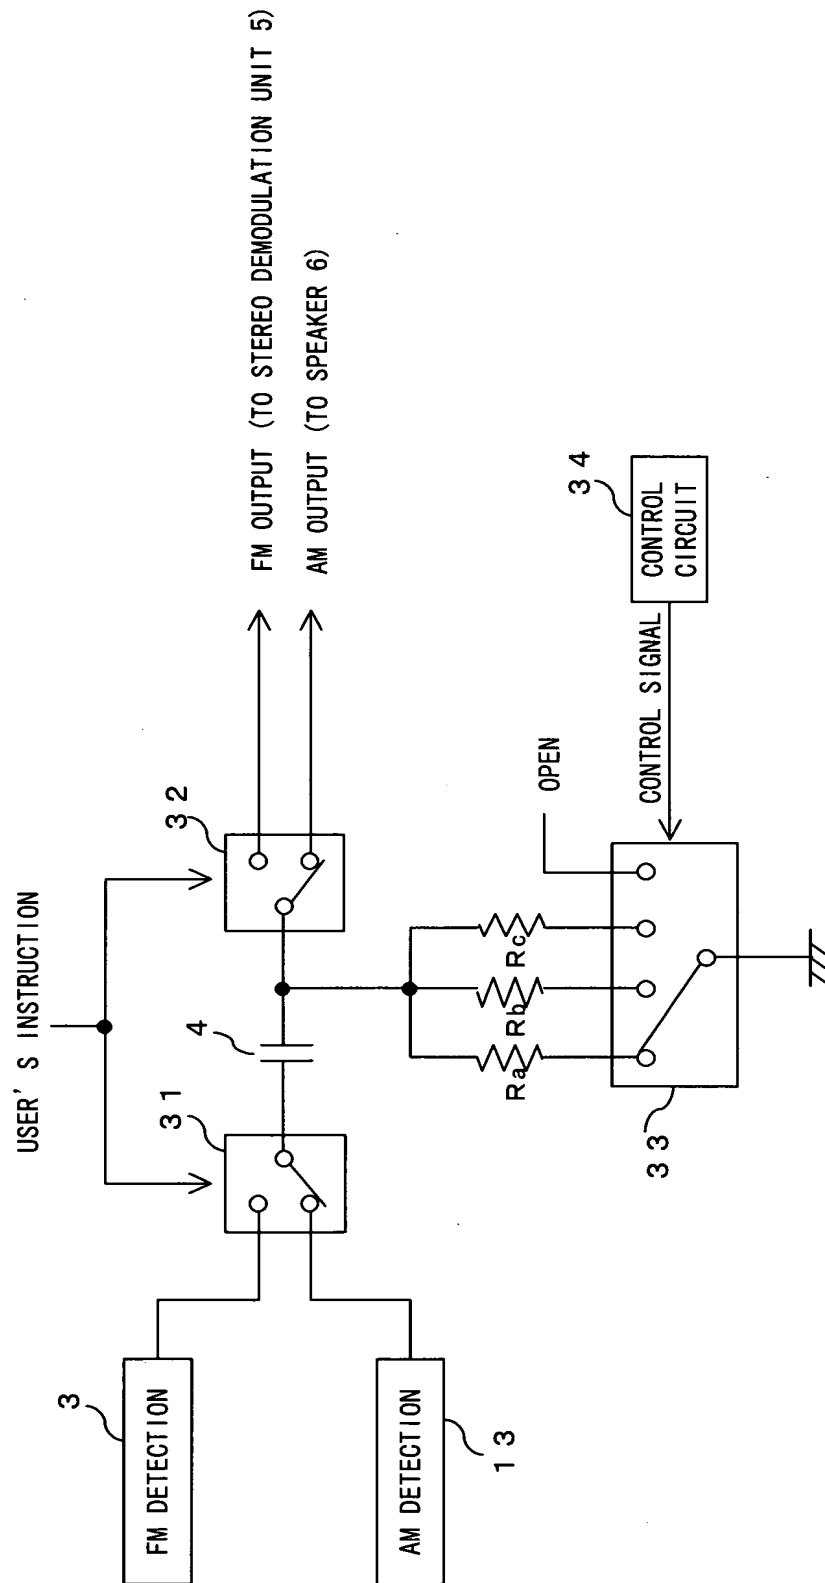 USER'S INSTRUCTION
31
4
32
3
FM DETECTION
13
AM DETECTION
FM OUTPUT (TO STEREO DEMODULATION UNIT 5)
AM OUTPUT (TO SPEAKER 6)
Ra
Rb
Rc
OPEN
33
CONTROL SIGNAL
34
CONTROL
CIRCUIT